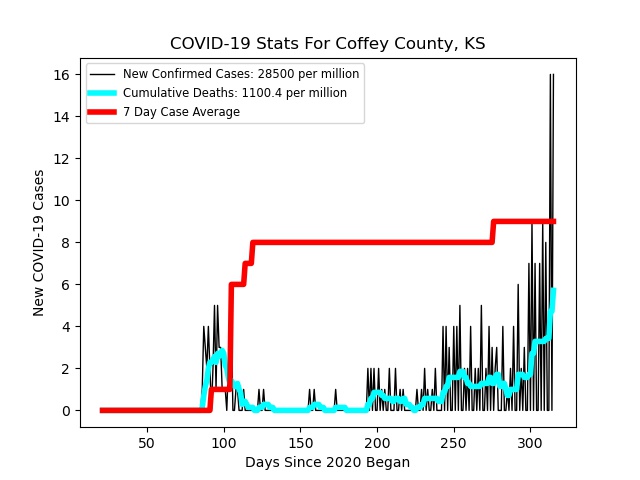 COVID-19 Stats For Coffey County, KS
New Confirmed Cases: 28500 per million
Cumulative Deaths: 1100.4 per million
7 Day Case Average
New COVID-19 Cases
16
14
12
10
8
6
4
2
0
50 100 150 200 250 300
Days Since 2020 Began